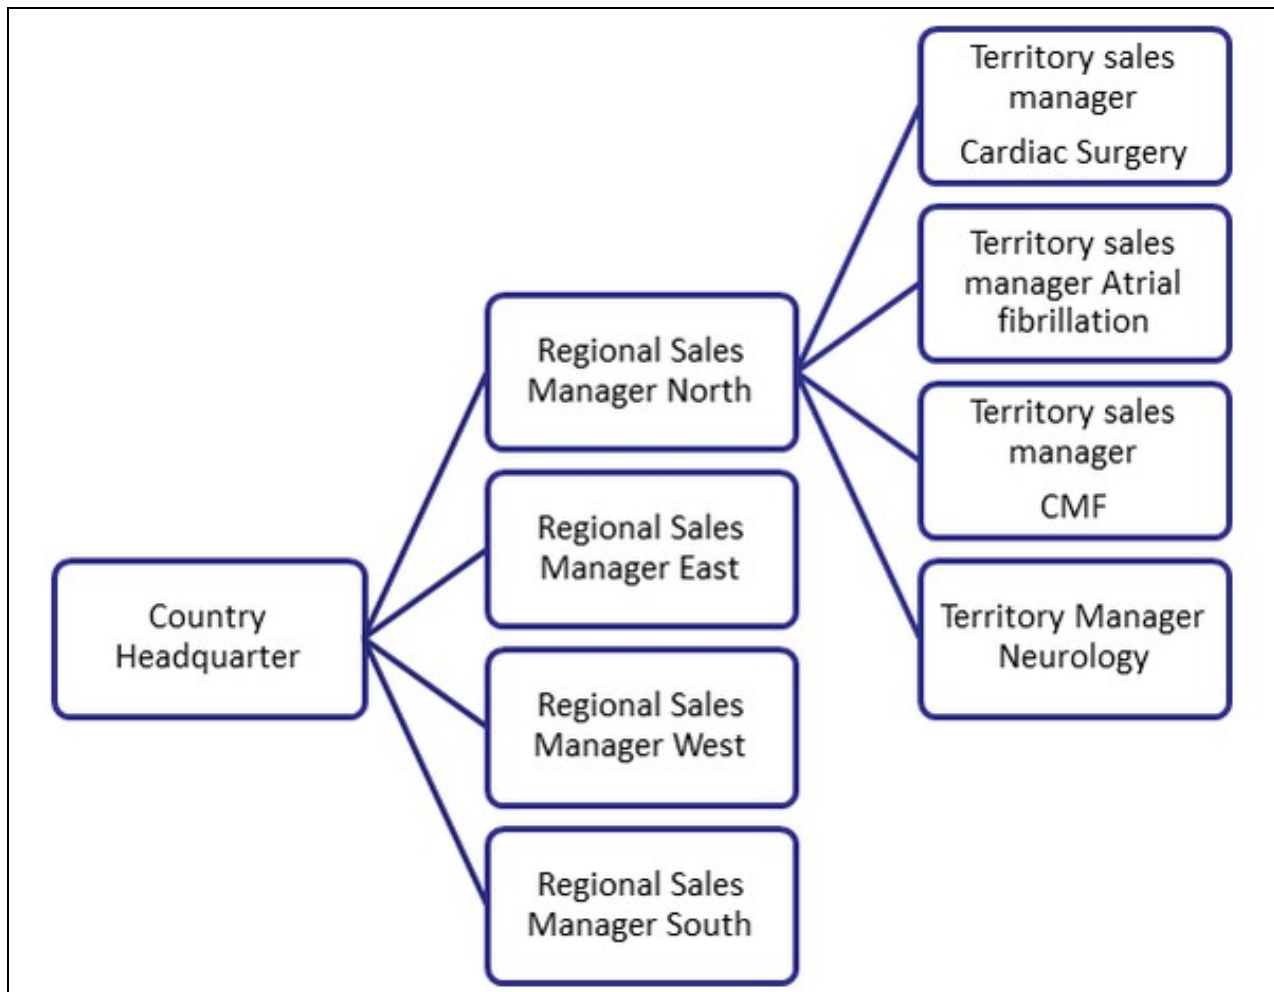 Country
Headquarter
Regional Sales
Manager North
Regional Sales
Manager East
Regional Sales
Manager West
Regional Sales
Manager South
Territory sales
manager
Cardiac Surgery
Territory sales
manager Atrial
fibrillation
Territory sales
manager
CMF
Territory Manager
Neurology